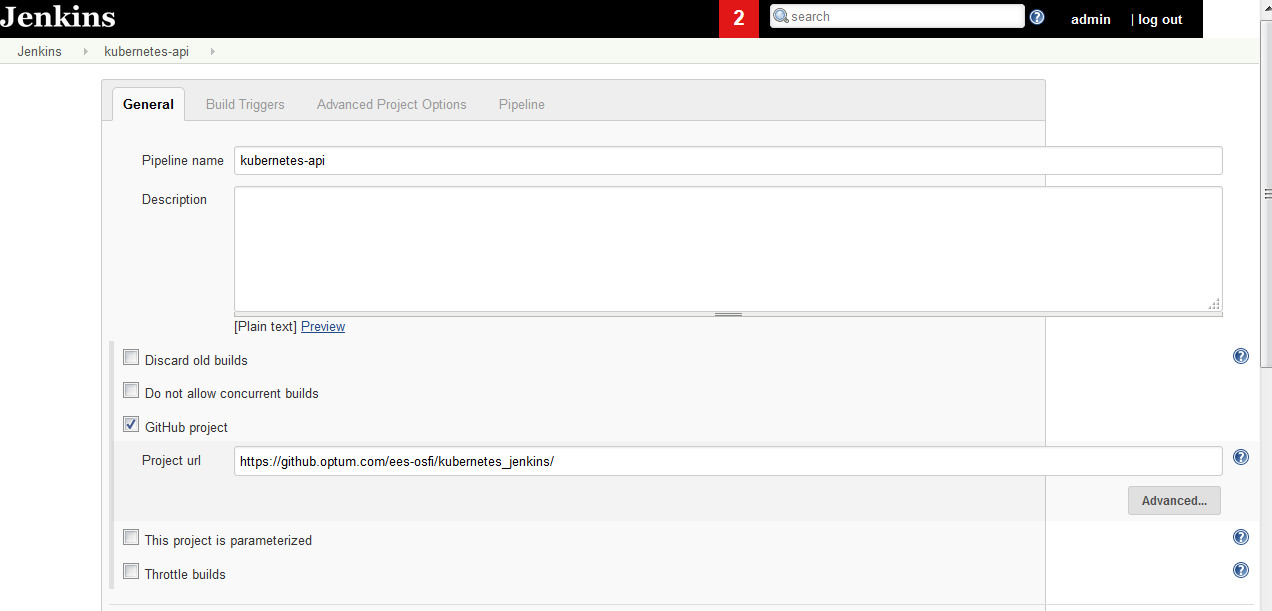 Jenkins 2 search ? admin | log out
Jenkins kubernetes-api
General Build Triggers Advanced Project Options Pipeline
Pipeline name kubernetes-api
Description
[Plain text] Preview
Discard old builds ?
Do not allow concurrent builds
GitHub project
Project url https://github.optum.com/ees-osfi/kubernetes_jenkins/ ?
Advanced...
This project is parameterized ?
Throttle builds ?